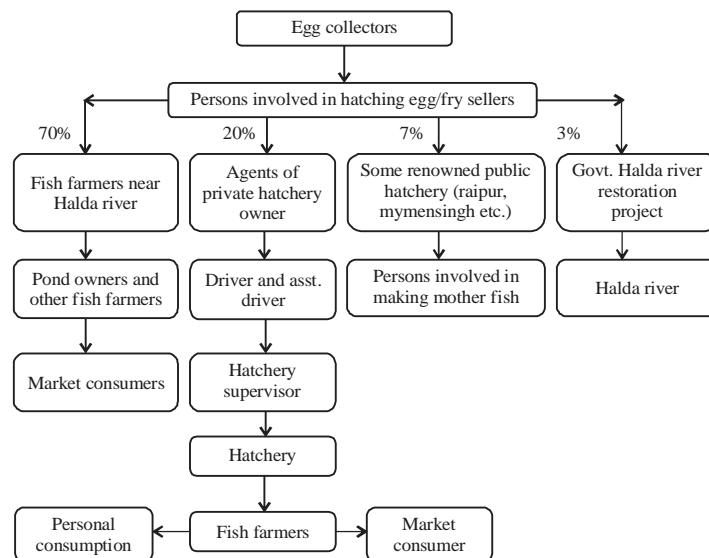 Egg collectors
Persons involved in hatching egg/fry sellers
70%
20%
7%
3%
Fish farmers near
Halda river
Agents of
private hatchery
owner
Some renowned public
hatchery (raipur,
mymensingh etc.)
Govt. Halda river
restoration
project
Pond owners and
other fish farmers
Driver and asst.
driver
Persons involved in
making mother fish
Halda river
Market consumers
Hatchery
supervisor
Hatchery
Personal
consumption
Fish farmers
Market
consumer